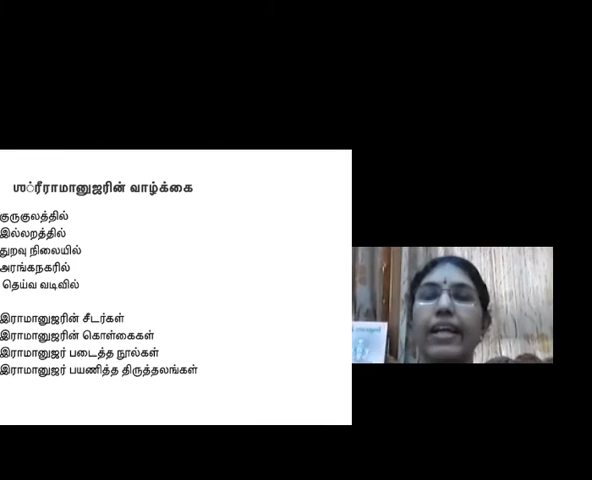 ஶ்ரீராமானுஜரின் வாழ்க்கை
குருகுலத்தில்
இல்லறத்தில்
துறவு நிலையில்
அரங்கநகரில்
தெய்வ வடிவில்
இராமானுஜரின் சீடர்கள்
இராமானுஜரின் கொள்கைகள்
இராமானுஜர் படைத்த நூல்கள்
இராமானுஜர் பயணித்த திருத்தலங்கள்